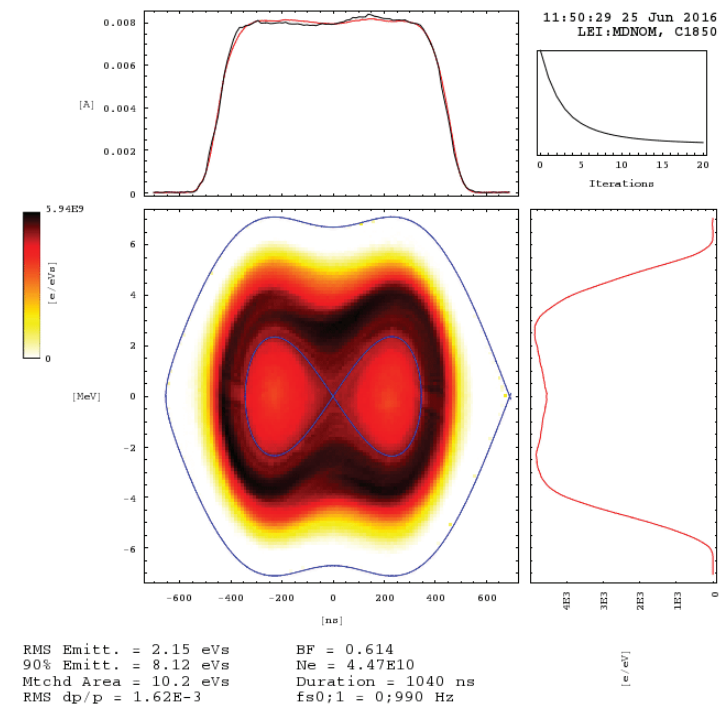 11:50:29 25 Jun 2016
LEI:MDNOM, C1850
0.008
0.006
0.004
0.002
0
[A]
0 5 10 15 20
Iterations
5.94E9
0
[e/eVs]
6
4
2
0
-2
-4
-6
[MeV]
-600 -400 -200 0 200 400 600
[ns]
4E3 3E3 2E3 1E3 0
[e/eV]
RMS Emitt. = 2.15 eVs BF = 0.614
90% Emitt. = 8.12 eVs Ne = 4.47E10
Mtchd Area = 10.2 eVs Duration = 1040 ns
RMS dp/p = 1.62E-3 fs0;1 = 0;990 Hz